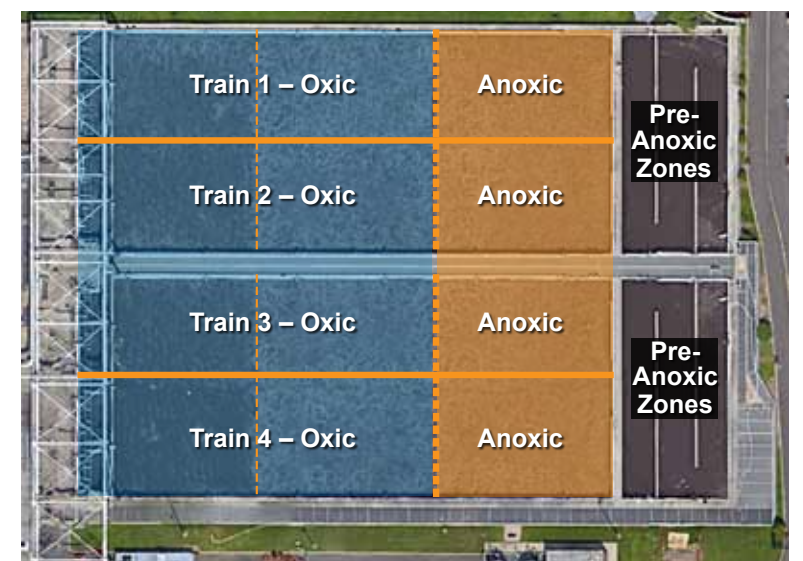 Train 1 – Oxic
Anoxic
Pre-
Anoxic
Zones
Train 2 – Oxic
Anoxic
Train 3 – Oxic
Anoxic
Pre-
Anoxic
Zones
Train 4 – Oxic
Anoxic